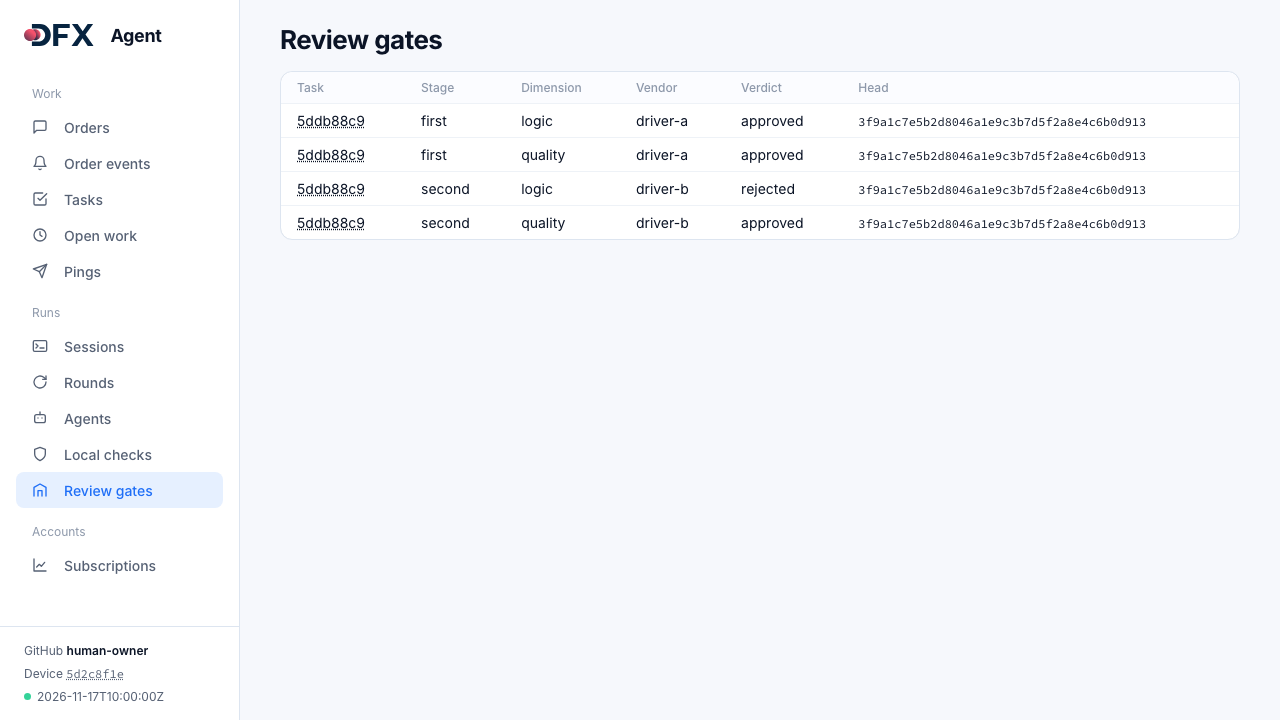 DFX Agent
Work
Orders
Order events
Tasks
Open work
Pings
Runs
Sessions
Rounds
Agents
Local checks
Review gates
Accounts
Subscriptions
GitHub human-owner
Device 5d2c8f1e
2026-11-17T10:00:00Z
Review gates
Task Stage Dimension Vendor Verdict Head
5ddb88c9 first logic driver-a approved 3f9a1c7e5b2d8046a1e9c3b7d5f2a8e4c6b0d913
5ddb88c9 first quality driver-a approved 3f9a1c7e5b2d8046a1e9c3b7d5f2a8e4c6b0d913
5ddb88c9 second logic driver-b rejected 3f9a1c7e5b2d8046a1e9c3b7d5f2a8e4c6b0d913
5ddb88c9 second quality driver-b approved 3f9a1c7e5b2d8046a1e9c3b7d5f2a8e4c6b0d913